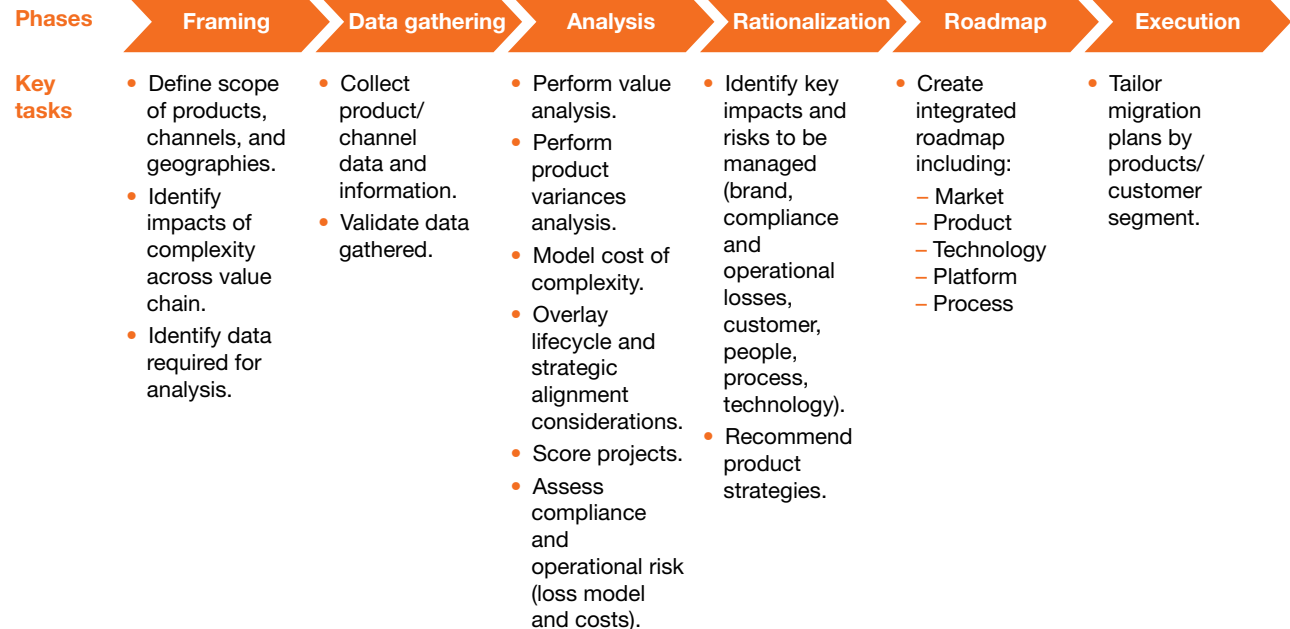 Phases
Framing
Data gathering
Analysis
Rationalization
Roadmap
Execution
Key
tasks
• Define scope
of products,
channels, and
geographies.
• Identify
impacts of
complexity
across value
chain.
• Identify data
required for
analysis.
• Collect
product/
channel
data and
information.
• Validate data
gathered.
• Perform value
analysis.
• Perform
product
variances
analysis.
• Model cost of
complexity.
• Overlay
lifecycle and
strategic
alignment
considerations.
• Score projects.
• Assess
compliance
and
operational risk
(loss model
and costs).
• Identify key
impacts and
risks to be
managed
(brand,
compliance
and
operational
losses,
customer,
people,
process,
technology).
• Recommend
product
strategies.
• Create
integrated
roadmap
including:
– Market
– Product
– Technology
– Platform
– Process
• Tailor
migration
plans by
products/
customer
segment.